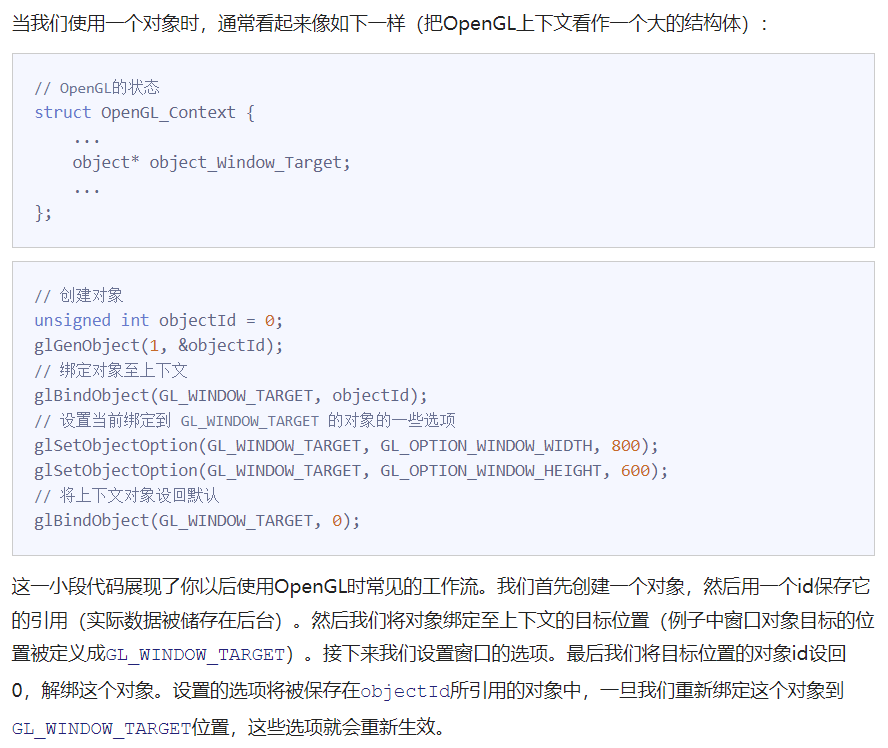 当我们使用一个对象时，通常看起来像如下一样（把OpenGL上下文看作一个大的结构体）：
// OpenGL的状态
struct OpenGL_Context {
    ...
    object* object_Window_Target;
    ...
};
// 创建对象
unsigned int objectId = 0;
glGenObject(1, &objectId);
// 绑定对象至上下文
glBindObject(GL_WINDOW_TARGET, objectId);
// 设置当前绑定到 GL_WINDOW_TARGET 的对象的一些选项
glSetObjectOption(GL_WINDOW_TARGET, GL_OPTION_WINDOW_WIDTH, 800);
glSetObjectOption(GL_WINDOW_TARGET, GL_OPTION_WINDOW_HEIGHT, 600);
// 将上下文对象设回默认
glBindObject(GL_WINDOW_TARGET, 0);
这一小段代码展现了你以后使用OpenGL时常见的工作流。我们首先创建一个对象，然后用一个id保存它
的引用（实际数据被储存在后台）。然后我们将对象绑定至上下文的目标位置（例子中窗口对象目标的位
置被定义成GL_WINDOW_TARGET）。接下来我们设置窗口的选项。最后我们将目标位置的对象id设回
0，解绑这个对象。设置的选项将被保存在objectId所引用的对象中，一旦我们重新绑定这个对象到
GL_WINDOW_TARGET位置，这些选项就会重新生效。